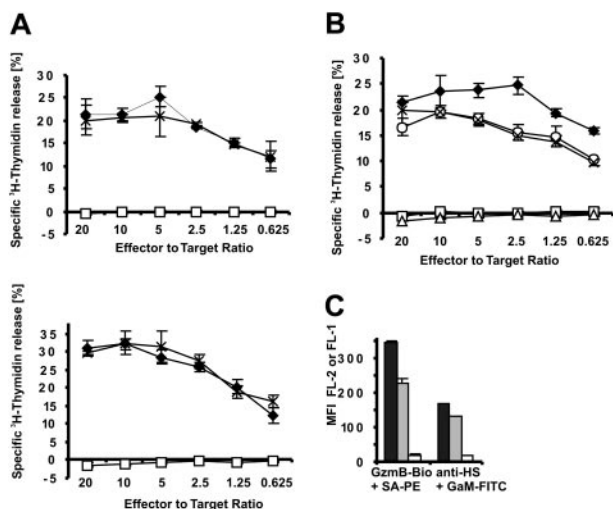 A
Specific ³H-Thymidin release [%]
30
25
20
15
10
5
0
-5
20 10 5 2.5 1.25 0.625
Effector to Target Ratio
B
Specific ³H-Thymidin release [%]
30
25
20
15
10
5
0
-5
20 10 5 2.5 1.25 0.625
Effector to Target Ratio
Specific ³H-Thymidin release [%]
35
30
25
20
15
10
5
0
-5
20 10 5 2.5 1.25 0.625
Effector to Target Ratio
C
MFI FL-2 or FL-1
300
200
100
0
GzmB-Bio anti-HS
+ SA-PE + GaM-FITC